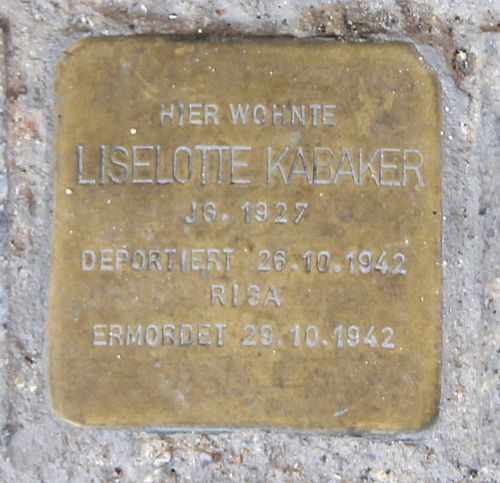 HIER WOHNTE
LISELOTTE KABAKER
JG. 1927
DEPORTIERT 26.10.1942
RIGA
ERMORDET 29.10.1942